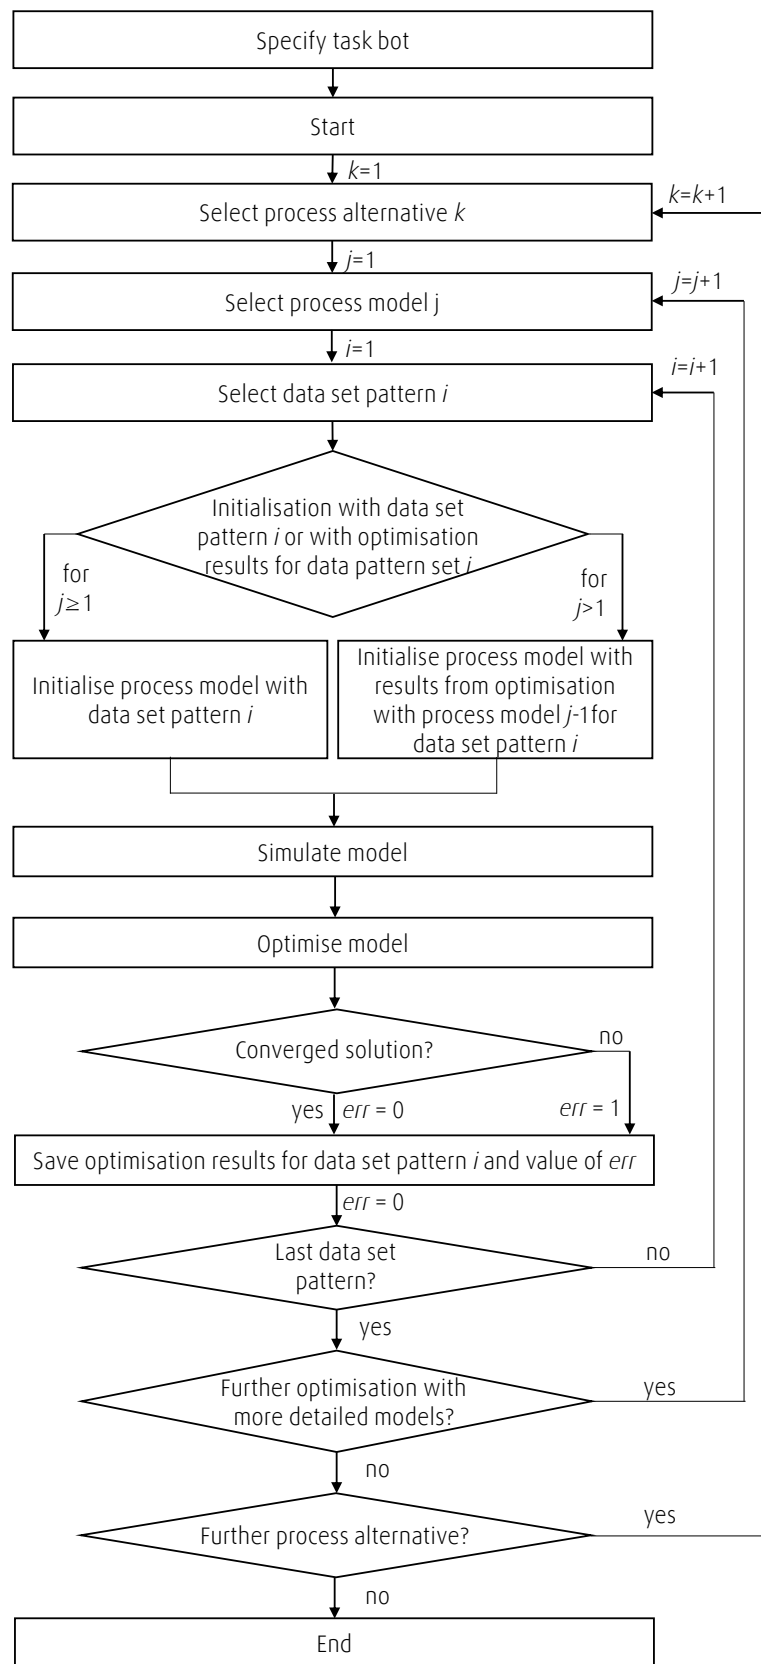 Specify task bot
Start
k=1
Select process alternative k
k=k+1
j=1
Select process model j
j=j+1
i=1
Select data set pattern i
i=i+1
Initialisation with data set
pattern i or with optimisation
results for data pattern set i
for
j≥1
for
j>1
Initialise process model with
data set pattern i
Initialise process model with
results from optimisation
with process model j-1for
data set pattern i
Simulate model
Optimise model
Converged solution?
no
yes
err = 0
err = 1
Save optimisation results for data set pattern i and value of err
err = 0
Last data set
pattern?
no
yes
Further optimisation with
more detailed models?
yes
no
Further process alternative?
yes
no
End